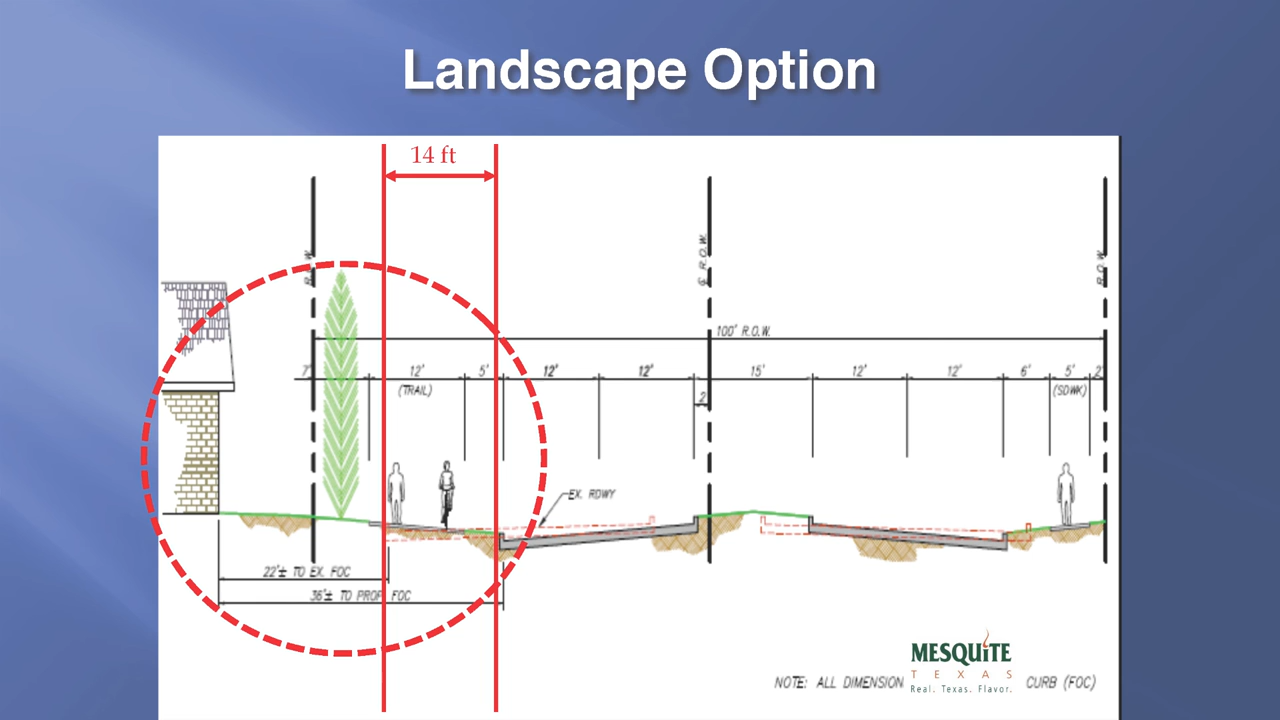 Landscape Option
14 ft
R.O.W.
₵ R.O.W.
R.O.W.
100' R.O.W.
7' 12' 5' 12' 12' 15' 12' 12' 6' 5' 2'
(TRAIL) (SDWK)
2'
EX. RDWY
22'± TO EX. FOC
36'± TO PROP. FOC
MESQUiTE
TEXAS
Real. Texas. Flavor.
NOTE: ALL DIMENSION CURB (FOC)